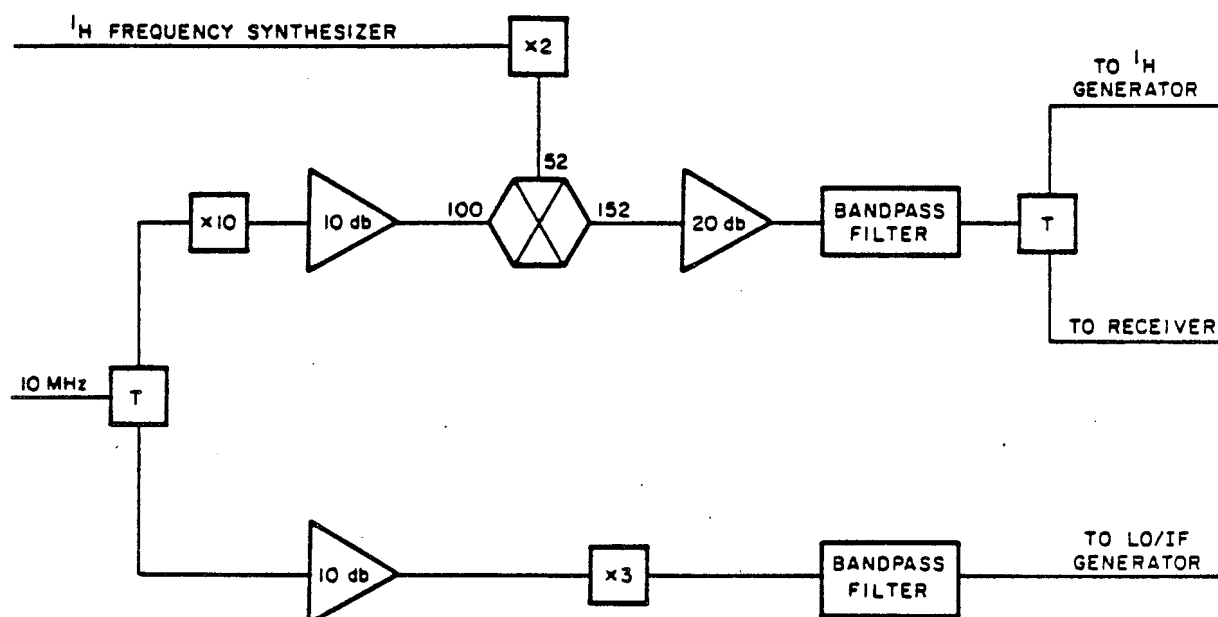 ¹H FREQUENCY SYNTHESIZER
×2
TO ¹H
GENERATOR
52
×10
10 db
100
152
20 db
BANDPASS
FILTER
T
TO RECEIVER
10 MHz
T
10 db
×3
BANDPASS
FILTER
TO LO/IF
GENERATOR